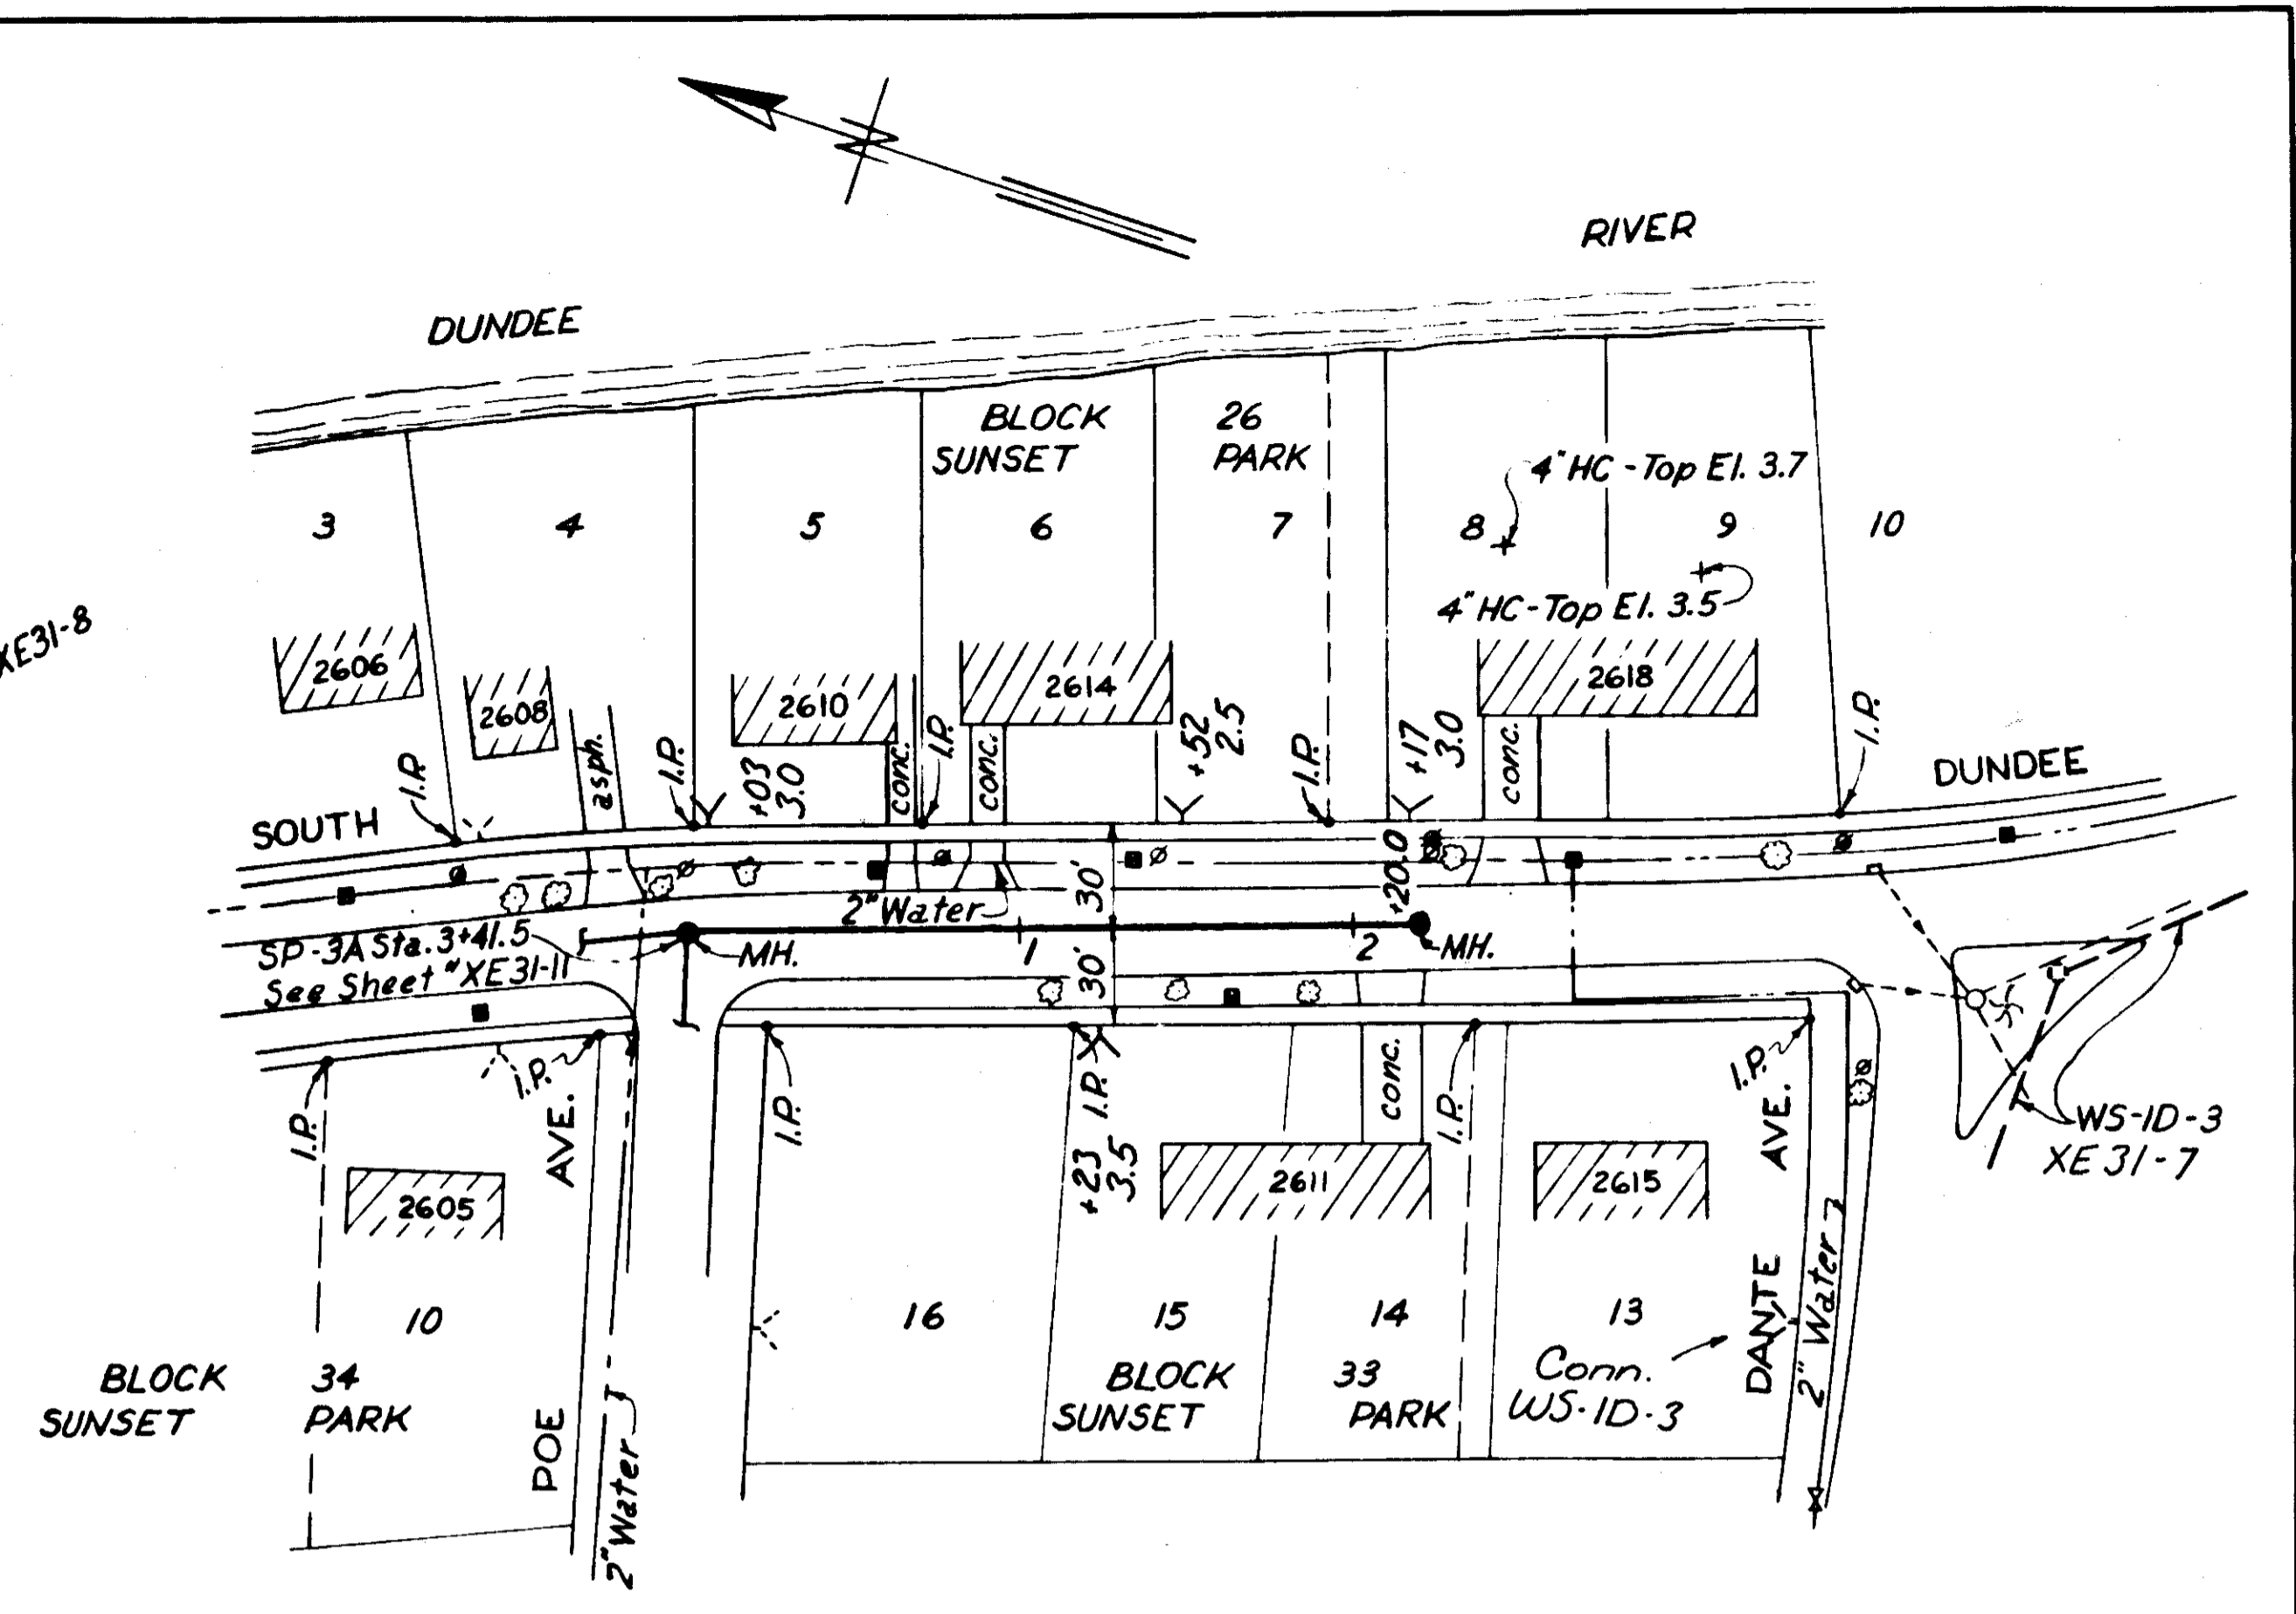 RIVER
DUNDEE
BLOCK 26
SUNSET PARK
4" HC - Top El. 3.7
3
4
5
6
7
8
9
10
4" HC - Top El. 3.5
XE31-8
2606
2608
2610
2614
2618
asph.
I.P.
I.P.
+03
3.0
conc.
I.P.
conc.
+52
2.5
I.P.
+17
3.0
conc.
I.P.
SOUTH
DUNDEE
2" Water
30'
+20.0
SP-3A Sta. 3+41.5
See Sheet "XE31-11
MH.
1
30'
2
MH.
I.P.
I.P.
I.P.
I.P.
+23
3.5
conc.
I.P.
I.P.
WS-1D-3
XE31-7
2605
2611
2615
POE AVE.
2" Water
DANTE AVE.
2" Water
10
16
15
14
13
Conn.
WS-1D-3
BLOCK 34
SUNSET PARK
BLOCK 33
SUNSET PARK